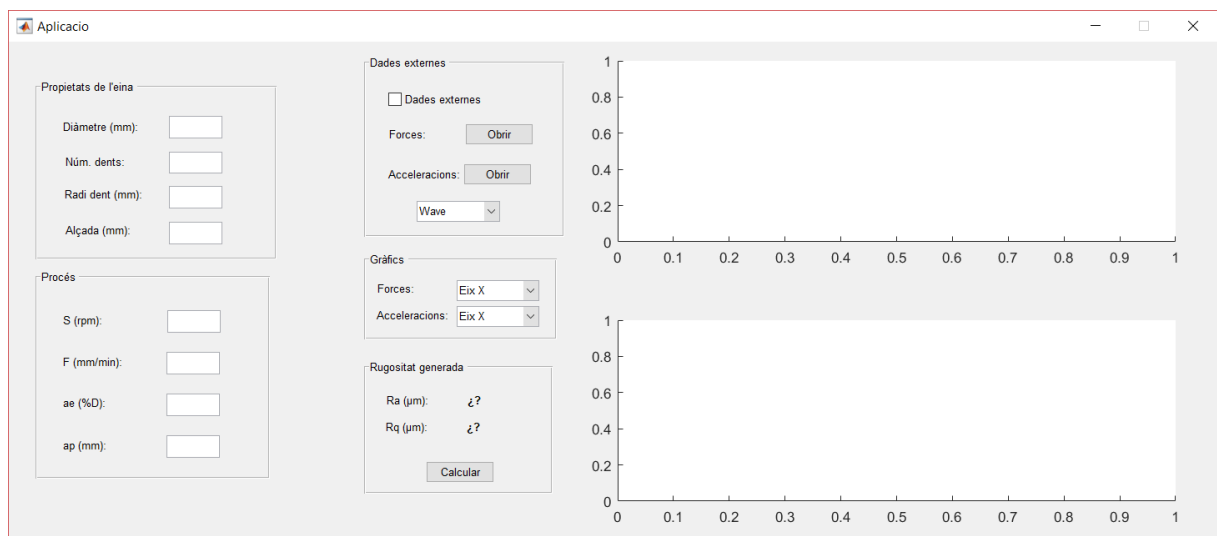 Aplicacio
Propietats de l'eina
Diàmetre (mm):
Núm. dents:
Radi dent (mm):
Alçada (mm):
Procés
S (rpm):
F (mm/min):
ae (%D):
ap (mm):
Dades externes
Dades externes
Forces: Obrir
Acceleracions: Obrir
Wave
Gràfics
Forces: Eix X
Acceleracions: Eix X
Rugositat generada
Ra (µm): ¿?
Rq (µm): ¿?
Calcular
1
0.8
0.6
0.4
0.2
0
0 0.1 0.2 0.3 0.4 0.5 0.6 0.7 0.8 0.9 1
1
0.8
0.6
0.4
0.2
0
0 0.1 0.2 0.3 0.4 0.5 0.6 0.7 0.8 0.9 1